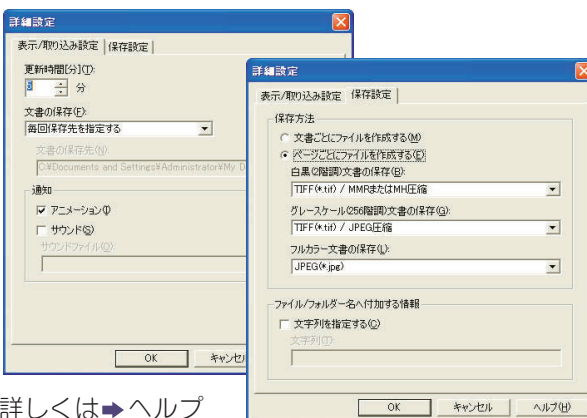 詳細設定
表示/取り込み設定
保存設定
更新時間[分](T):
5 分
文書の保存(F):
毎回保存先を指定する
文書の保存先(N):
C:¥Documents and Settings¥Administrator¥My D
通知
アニメーション(I)
サウンド(S)
サウンドファイル(O):
OK
キャンセ
詳細設定
表示/取り込み設定
保存設定
保存方法
文書ごとにファイルを作成する(M)
ページごとにファイルを作成する(E)
白黒(2階調)文書の保存(B):
TIFF(*.tif) / MMRまたはMH圧縮
グレースケール(256階調)文書の保存(G):
TIFF(*.tif) / JPEG圧縮
フルカラー文書の保存(L):
JPEG(*.jpg)
ファイル/フォルダー名へ付加する情報
文字列を指定する(C)
文字列(T):
OK
キャンセル
ヘルプ(H)
詳しくは➡ヘルプ